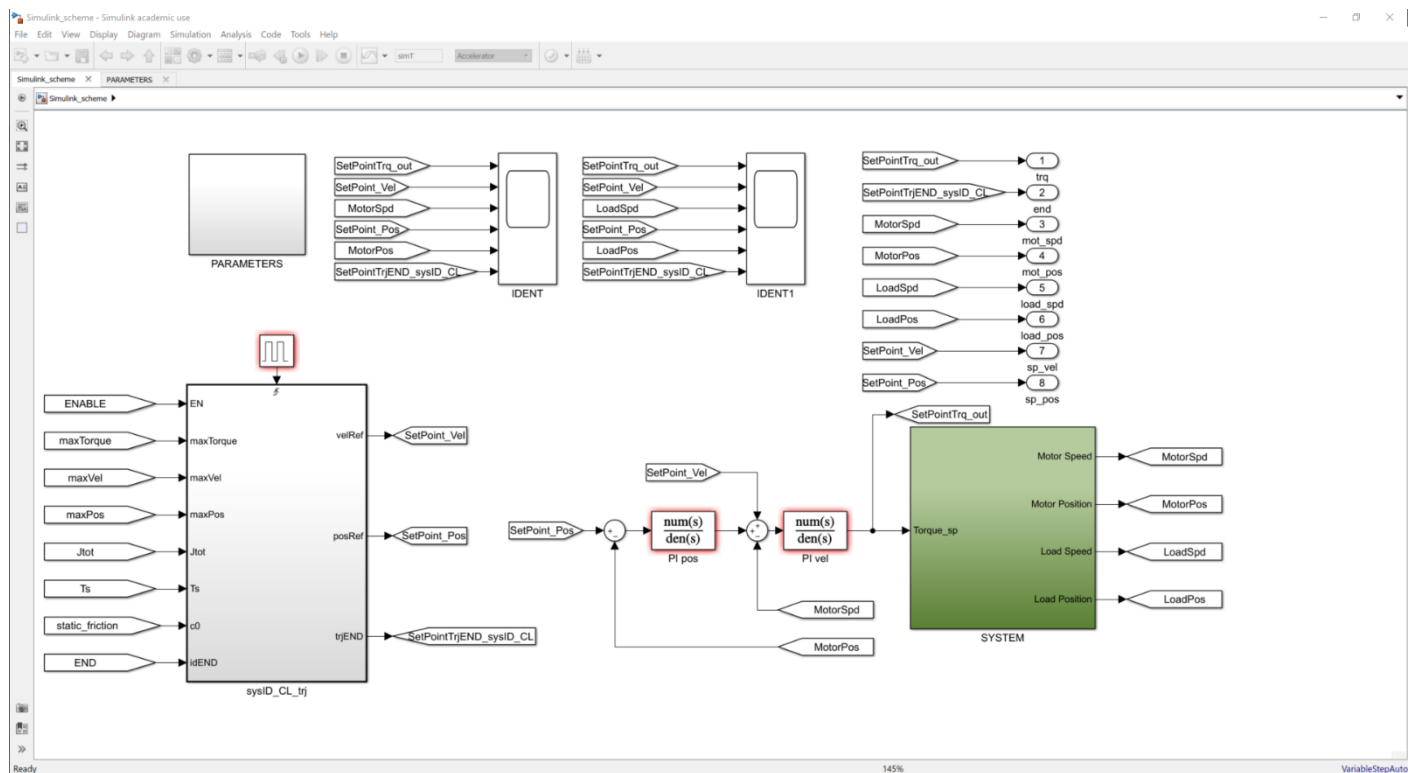 Simulink_scheme - Simulink academic use
File Edit View Display Diagram Simulation Analysis Code Tools Help
simT
Accelerator
Simulink_scheme
PARAMETERS
Simulink_scheme
PARAMETERS
SetPointTrq_out
SetPoint_Vel
MotorSpd
SetPoint_Pos
MotorPos
SetPointTrjEND_sysID_CL
IDENT
SetPointTrq_out
SetPoint_Vel
LoadSpd
SetPoint_Pos
LoadPos
SetPointTrjEND_sysID_CL
IDENT1
SetPointTrq_out
1
trq
SetPointTrjEND_sysID_CL
2
end
MotorSpd
3
mot_spd
MotorPos
4
mot_pos
LoadSpd
5
load_spd
LoadPos
6
load_pos
SetPoint_Vel
7
sp_vel
SetPoint_Pos
8
sp_pos
ENABLE
maxTorque
maxVel
maxPos
Jtot
Ts
static_friction
END
EN
maxTorque
maxVel
maxPos
Jtot
Ts
c0
idEND
velRef
posRef
trjEND
sysID_CL_trj
SetPoint_Vel
SetPoint_Pos
SetPointTrjEND_sysID_CL
SetPoint_Pos
num(s)
den(s)
PI pos
SetPoint_Vel
num(s)
den(s)
PI vel
MotorSpd
MotorPos
SetPointTrq_out
Torque_sp
Motor Speed
Motor Position
Load Speed
Load Position
SYSTEM
MotorSpd
MotorPos
LoadSpd
LoadPos
Ready
145%
VariableStepAuto